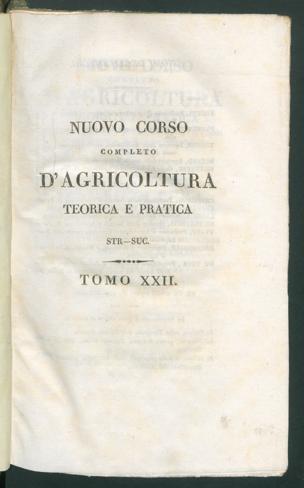 NUOVO CORSO
COMPLETO
D'AGRICOLTURA
TEORICA E PRATICA
STR—SUC.
TOMO XXII.